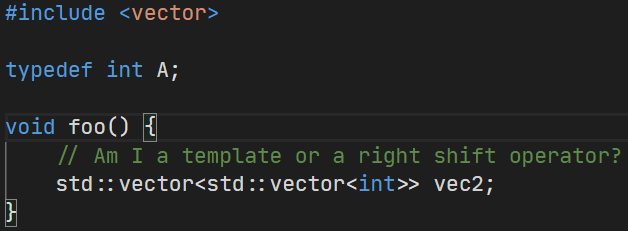 #include <vector>
typedef int A;
void foo() {
// Am I a template or a right shift operator?
std::vector<std::vector<int>> vec2;
}